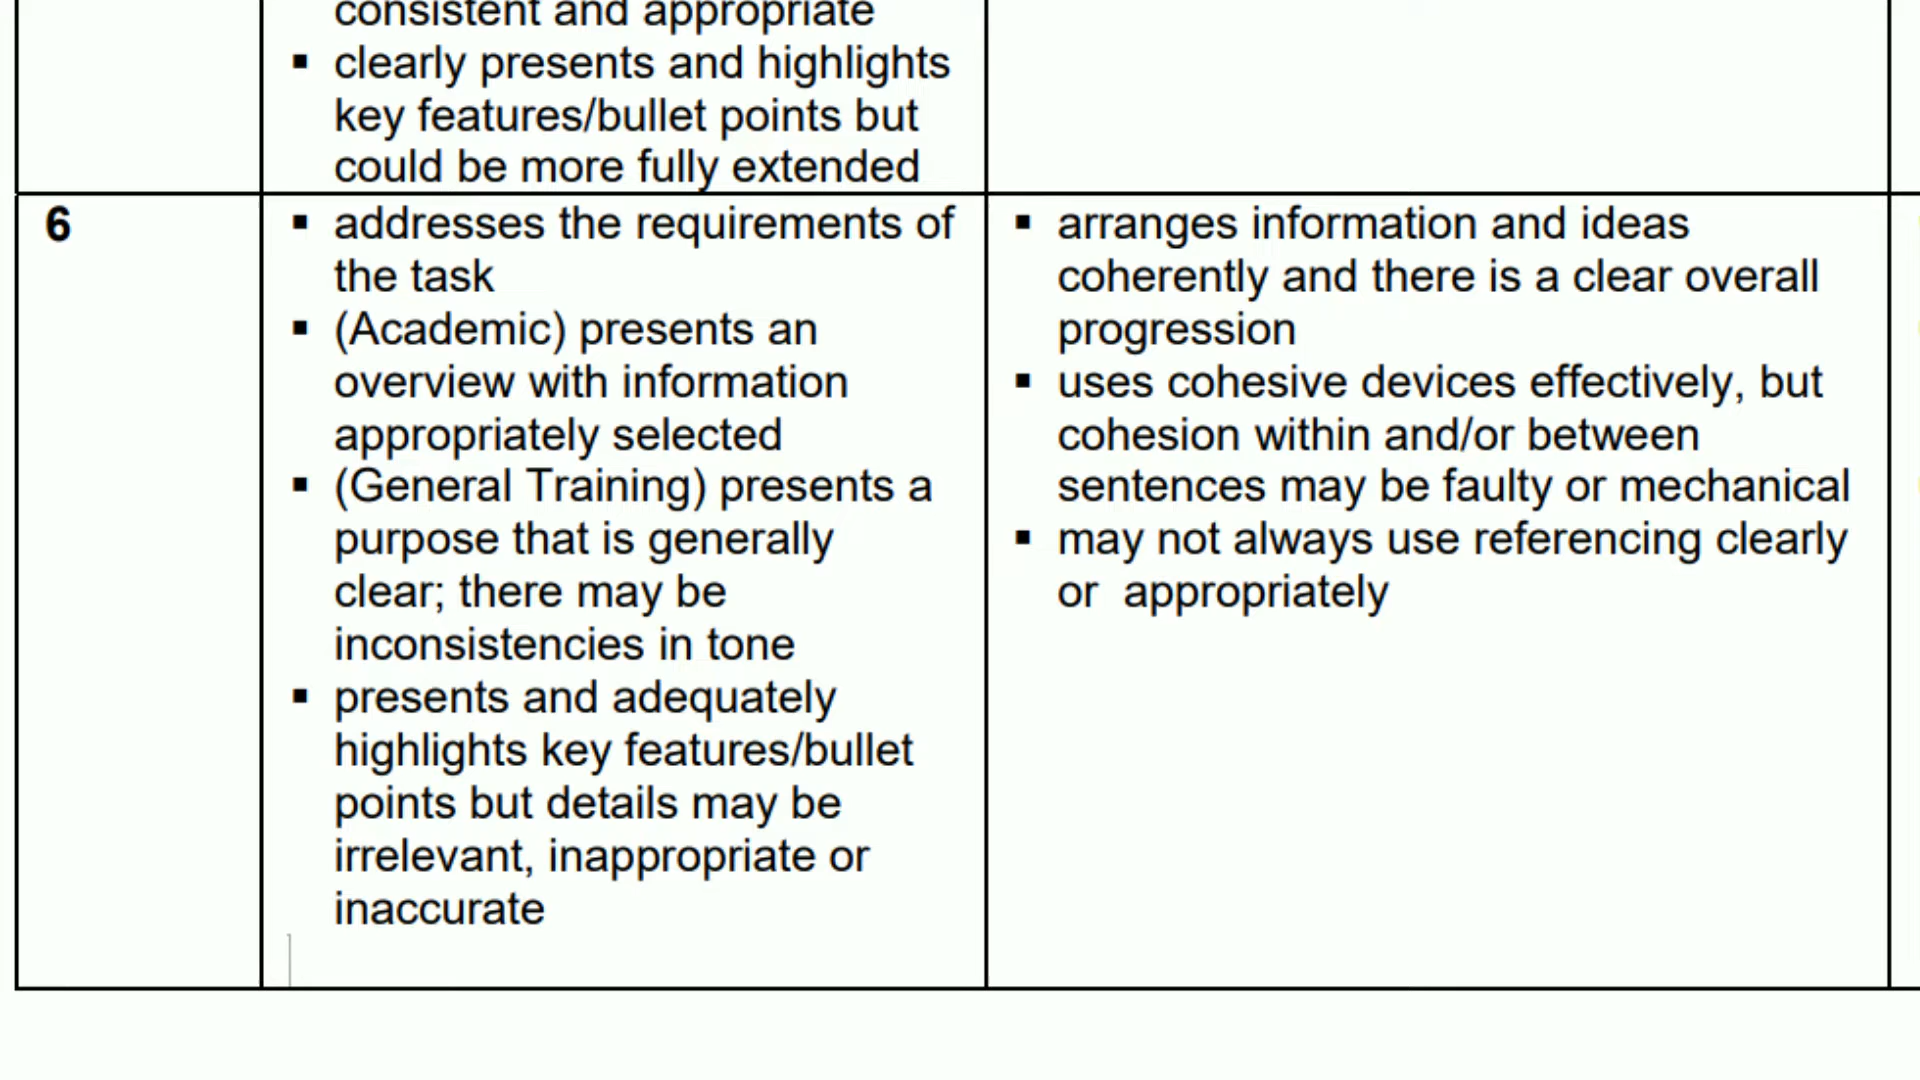 consistent and appropriate
▪ clearly presents and highlights
key features/bullet points but
could be more fully extended
6
▪ addresses the requirements of
the task
▪ (Academic) presents an
overview with information
appropriately selected
▪ (General Training) presents a
purpose that is generally
clear; there may be
inconsistencies in tone
▪ presents and adequately
highlights key features/bullet
points but details may be
irrelevant, inappropriate or
inaccurate
▪ arranges information and ideas
coherently and there is a clear overall
progression
▪ uses cohesive devices effectively, but
cohesion within and/or between
sentences may be faulty or mechanical
▪ may not always use referencing clearly
or  appropriately